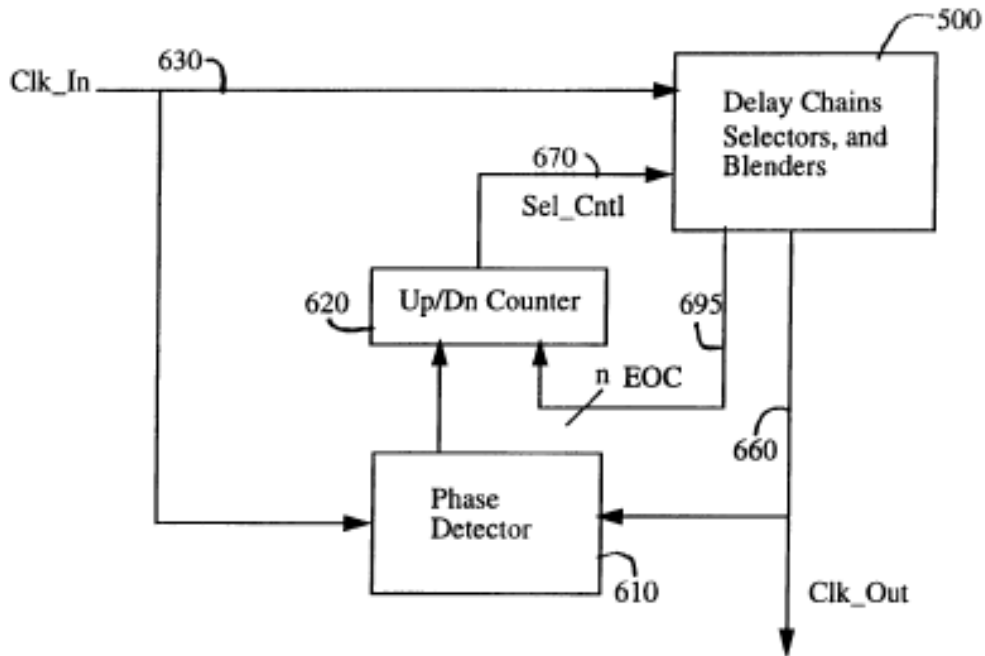 500
630
Clk_In
Delay Chains
Selectors, and
Blenders
670
Sel_Cntl
620
Up/Dn Counter
695
n EOC
660
Phase
Detector
610
Clk_Out